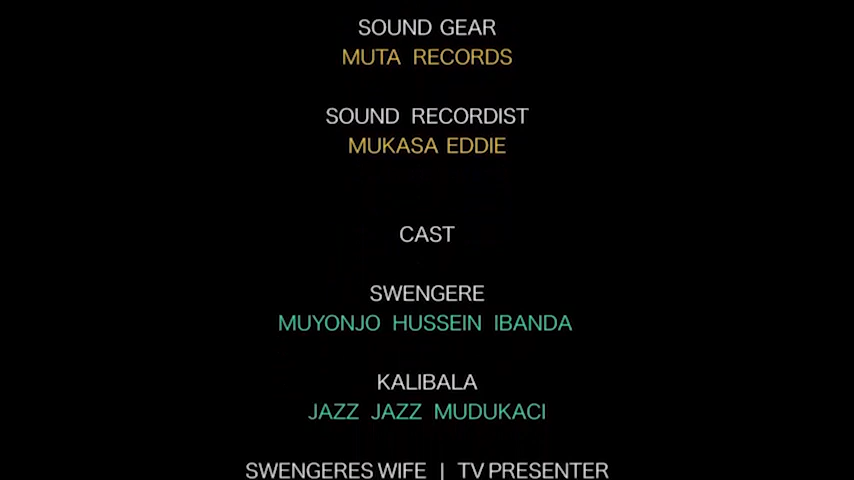 SOUND GEAR
MUTA RECORDS
SOUND RECORDIST
MUKASA EDDIE
CAST
SWENGERE
MUYONJO HUSSEIN IBANDA
KALIBALA
JAZZ JAZZ MUDUKACI
SWENGERES WIFE | TV PRESENTER